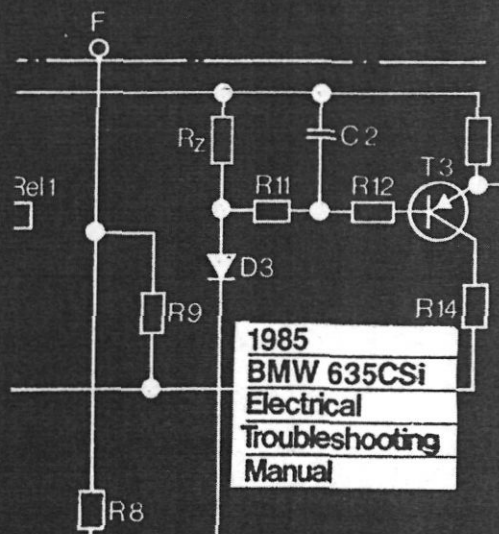 F
Rz
C2
T3
Rel1
R11
R12
D3
R9
R14
1985
BMW 635CSi
Electrical
Troubleshooting
Manual
R8